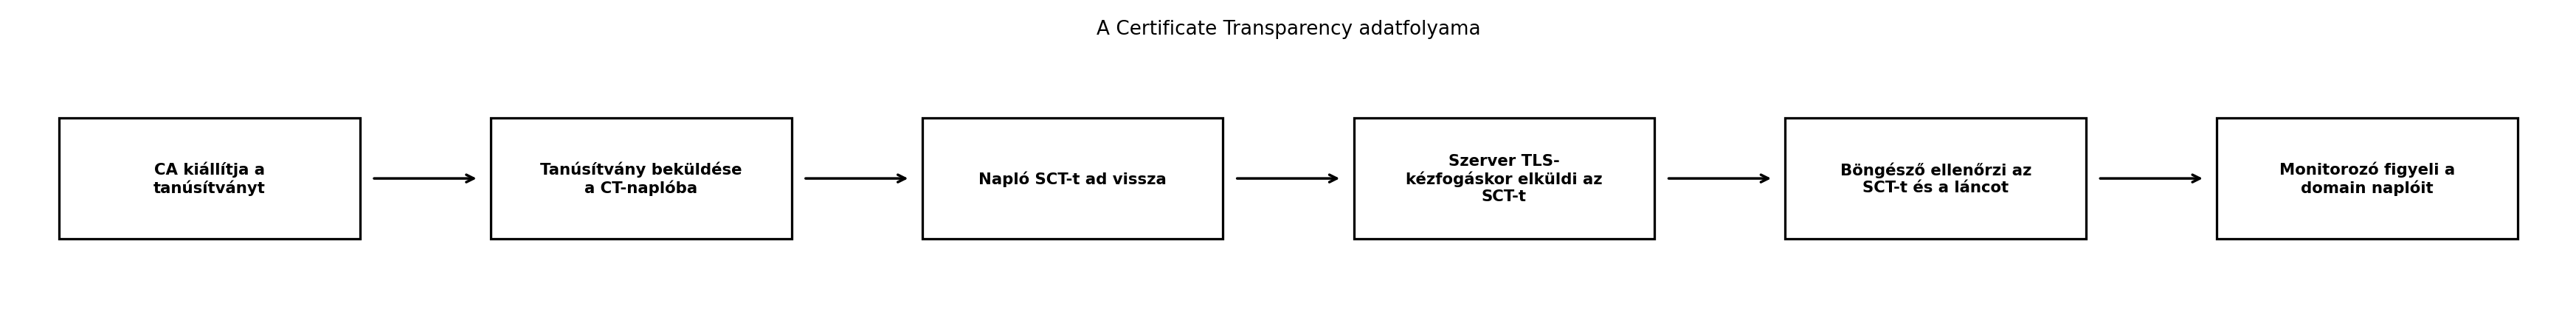 A Certificate Transparency adatfolyama
CA kiállítja a
tanúsítványt
Tanúsítvány beküldése
a CT-naplóba
Napló SCT-t ad vissza
Szerver TLS-
kézfogáskor elküldi az
SCT-t
Böngésző ellenőrzi az
SCT-t és a láncot
Monitorozó figyeli a
domain naplóit